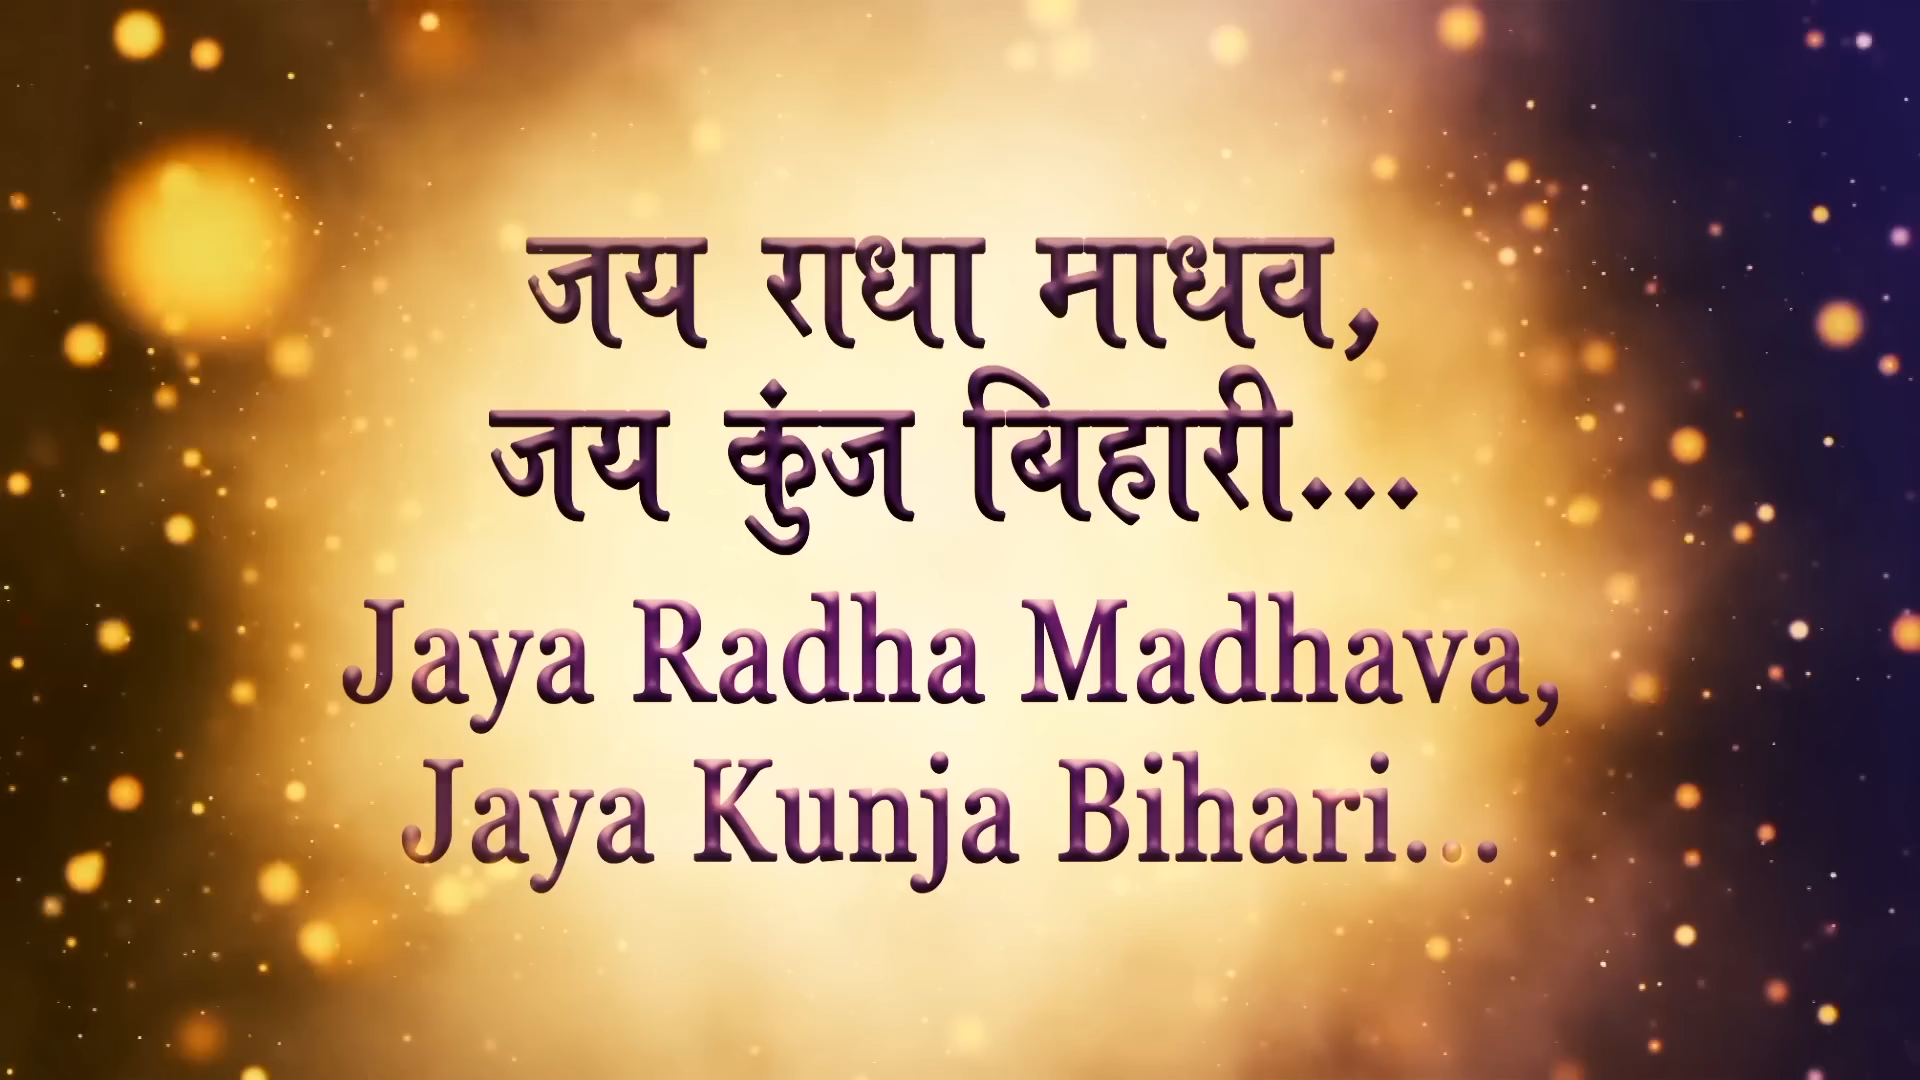 जय राधा माधव,
जय कुंज बिहारी...
Jaya Radha Madhava,
Jaya Kunja Bihari...